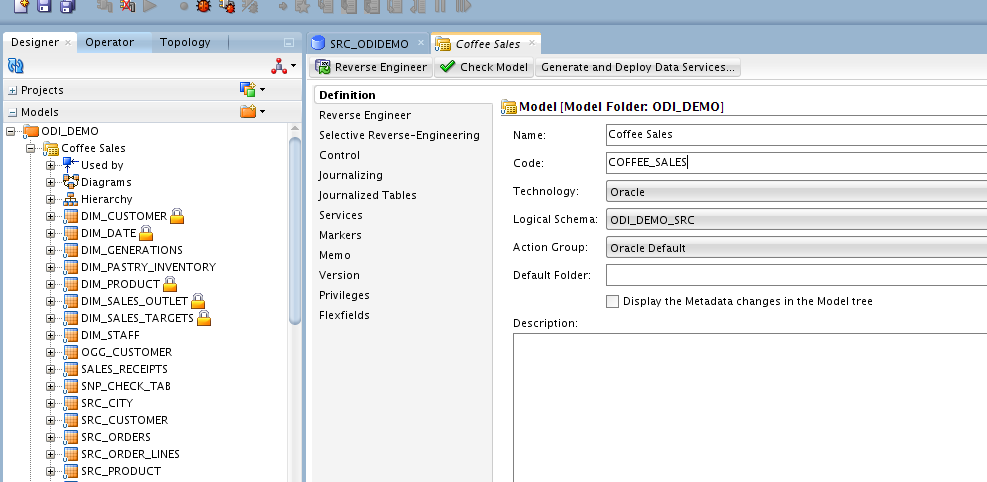 Designer
Operator
Topology
Projects
Models
ODI_DEMO
Coffee Sales
Used by
Diagrams
Hierarchy
DIM_CUSTOMER
DIM_DATE
DIM_GENERATIONS
DIM_PASTRY_INVENTORY
DIM_PRODUCT
DIM_SALES_OUTLET
DIM_SALES_TARGETS
DIM_STAFF
OGG_CUSTOMER
SALES_RECEIPTS
SNP_CHECK_TAB
SRC_CITY
SRC_CUSTOMER
SRC_ORDERS
SRC_ORDER_LINES
SRC_PRODUCT
SRC_ODIDEMO
Coffee Sales
Reverse Engineer
Check Model
Generate and Deploy Data Services...
Definition
Reverse Engineer
Selective Reverse-Engineering
Control
Journalizing
Journalized Tables
Services
Markers
Memo
Version
Privileges
Flexfields
Model [Model Folder: ODI_DEMO]
Name: Coffee Sales
Code: COFFEE_SALES
Technology: Oracle
Logical Schema: ODI_DEMO_SRC
Action Group: Oracle Default
Default Folder:
Display the Metadata changes in the Model tree
Description: